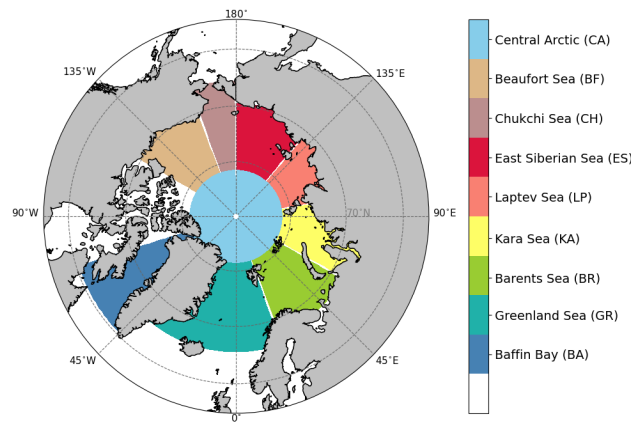 180°
135°W
135°E
90°W
70°N
90°E
45°W
45°E
0°
Central Arctic (CA)
Beaufort Sea (BF)
Chukchi Sea (CH)
East Siberian Sea (ES)
Laptev Sea (LP)
Kara Sea (KA)
Barents Sea (BR)
Greenland Sea (GR)
Baffin Bay (BA)